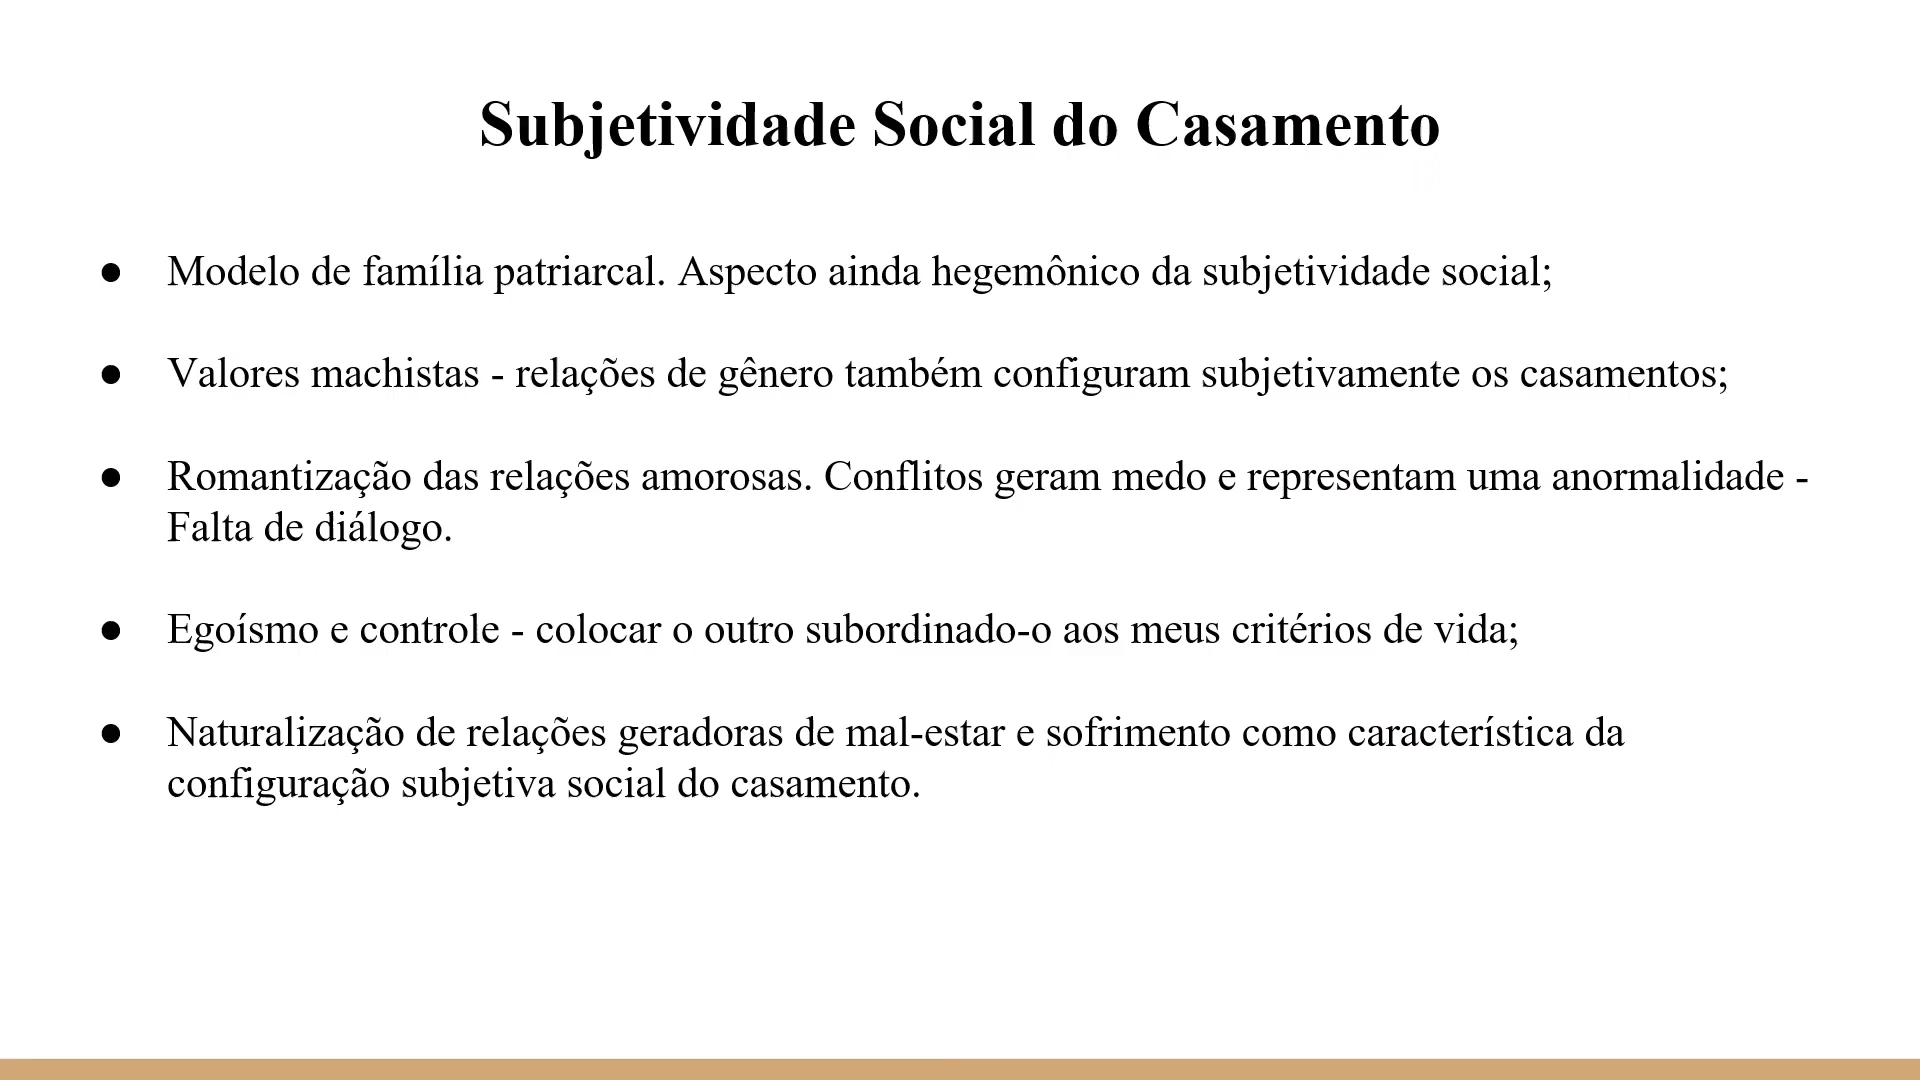 Subjetividade Social do Casamento
● Modelo de família patriarcal. Aspecto ainda hegemônico da subjetividade social;
● Valores machistas - relações de gênero também configuram subjetivamente os casamentos;
● Romantização das relações amorosas. Conflitos geram medo e representam uma anormalidade -
Falta de diálogo.
● Egoísmo e controle - colocar o outro subordinado-o aos meus critérios de vida;
● Naturalização de relações geradoras de mal-estar e sofrimento como característica da
configuração subjetiva social do casamento.